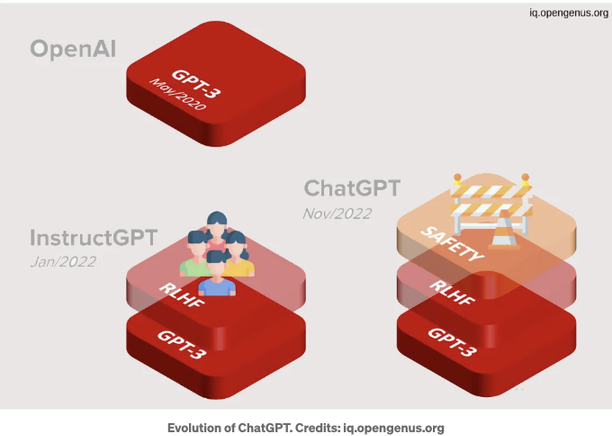 iq.opengenus.org
OpenAI
GPT-3
May/2020
ChatGPT
Nov/2022
SAFETY
RLHF
GPT-3
InstructGPT
Jan/2022
RLHF
GPT-3
Evolution of ChatGPT. Credits: iq.opengenus.org